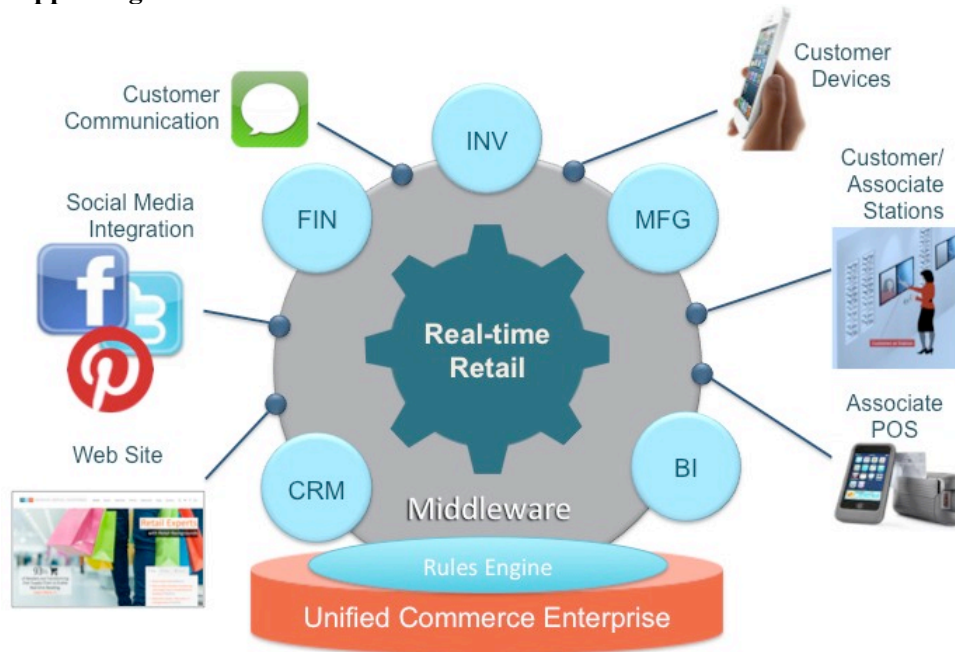 Customer
Communication
INV
Customer
Devices
Social Media
Integration
FIN
MFG
Customer/
Associate
Stations
Real-time
Retail
Web Site
Associate
POS
CRM
BI
Middleware
Retail Experts
93%
Rules Engine
Unified Commerce Enterprise